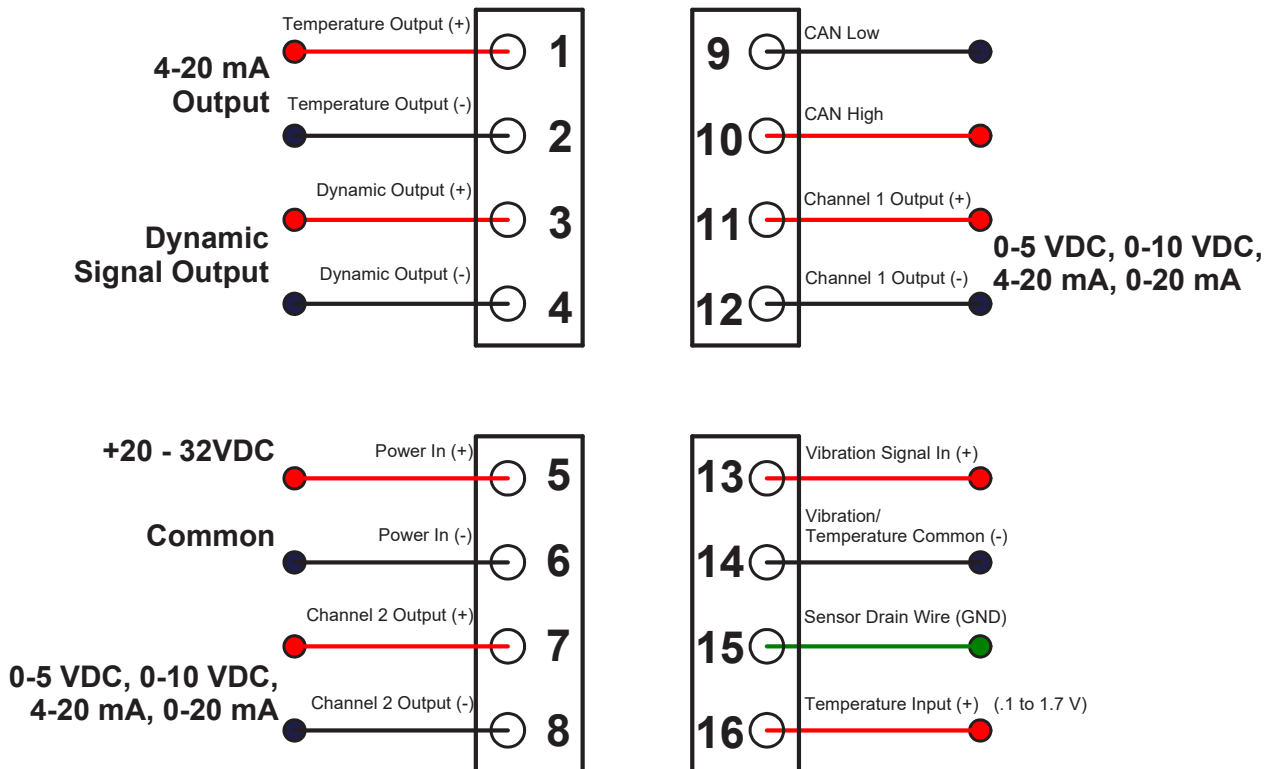 Temperature Output (+)
4-20 mA
Output
1
Temperature Output (-)
2
Dynamic Output (+)
3
Dynamic
Signal Output
Dynamic Output (-)
4
CAN Low
9
CAN High
10
Channel 1 Output (+)
11
0-5 VDC, 0-10 VDC,
4-20 mA, 0-20 mA
Channel 1 Output (-)
12
+20 - 32VDC
Power In (+)
5
Common
Power In (-)
6
Channel 2 Output (+)
7
0-5 VDC, 0-10 VDC,
4-20 mA, 0-20 mA
Channel 2 Output (-)
8
Vibration Signal In (+)
13
Vibration/
Temperature Common (-)
14
Sensor Drain Wire (GND)
15
Temperature Input (+) (.1 to 1.7 V)
16